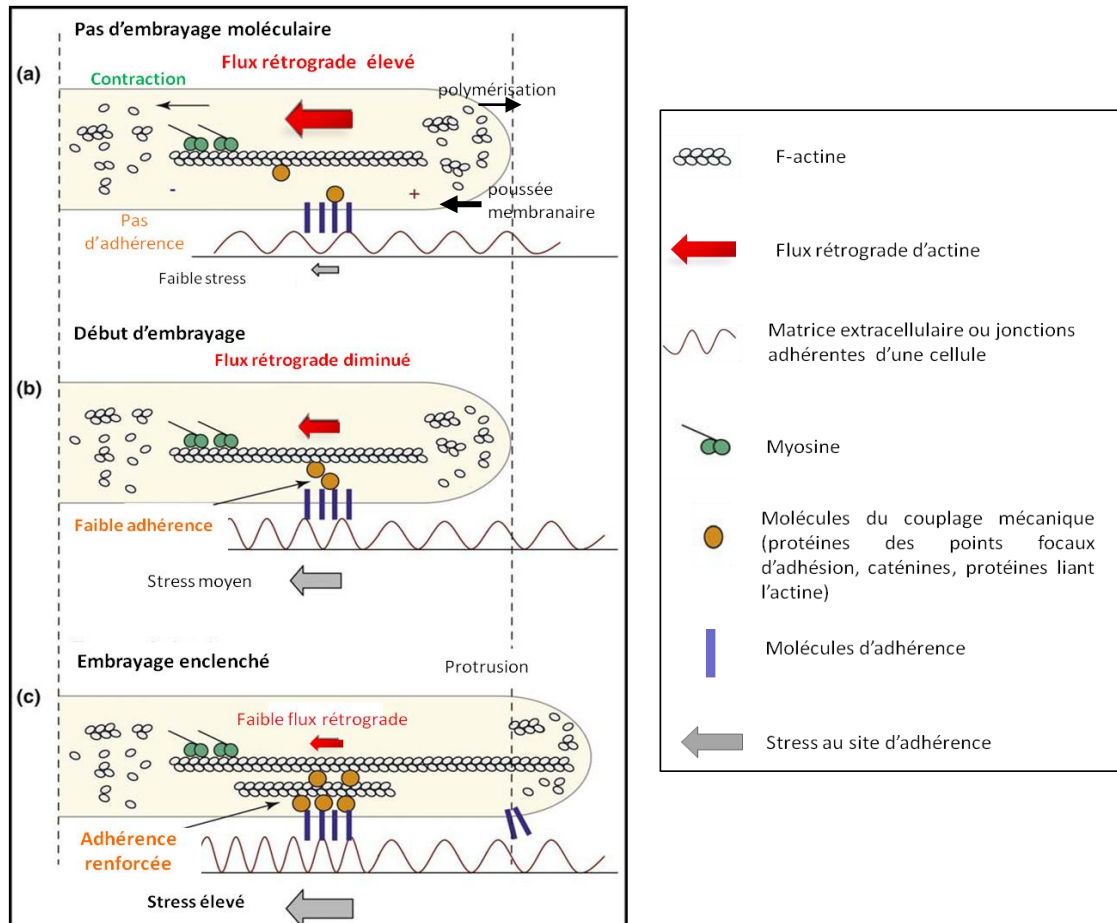 Pas d'embrayage moléculaire
(a)
Flux rétrograde élevé
Contraction
polymérisation
-
+
poussée
membranaire
Pas
d'adhérence
Faible stress
Début d'embrayage
Flux rétrograde diminué
(b)
Faible adhérence
Stress moyen
Embrayage enclenché
Protrusion
(c)
Faible flux rétrograde
Adhérence
renforcée
Stress élevé
F-actine
Flux rétrograde d'actine
Matrice extracellulaire ou jonctions
adhérentes d'une cellule
Myosine
Molécules du couplage mécanique
(protéines des points focaux
d'adhésion, caténines, protéines liant
l'actine)
Molécules d'adhérence
Stress au site d'adhérence